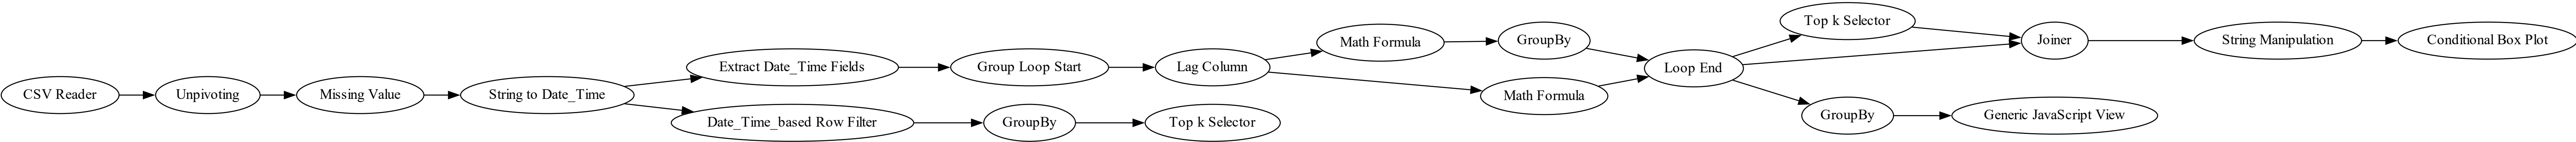 CSV Reader
Unpivoting
Missing Value
String to Date_Time
Extract Date_Time Fields
Date_Time_based Row Filter
Group Loop Start
GroupBy
Lag Column
Top k Selector
Math Formula
GroupBy
Math Formula
Loop End
Top k Selector
GroupBy
Joiner
Generic JavaScript View
String Manipulation
Conditional Box Plot